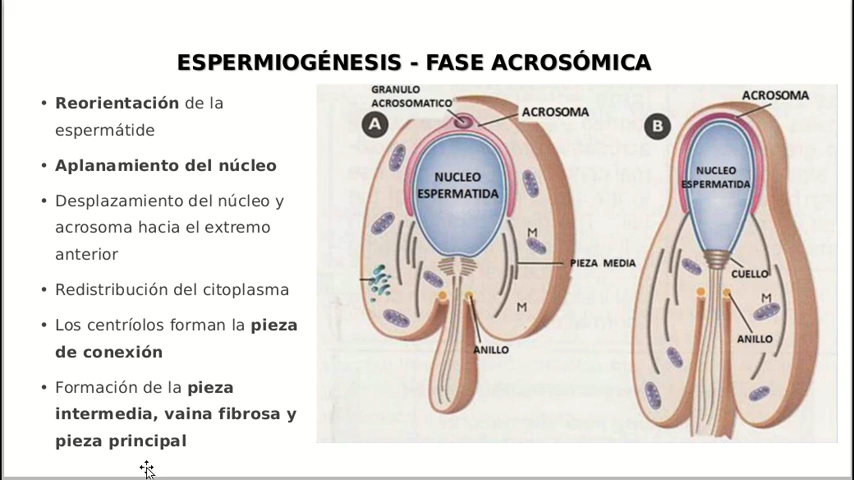 ESPERMIOGÉNESIS - FASE ACROSÓMICA
• Reorientación de la
espermátide
• Aplanamiento del núcleo
• Desplazamiento del núcleo y
acrosoma hacia el extremo
anterior
• Redistribución del citoplasma
• Los centríolos forman la pieza
de conexión
• Formación de la pieza
intermedia, vaina fibrosa y
pieza principal
GRANULO
ACROSOMATICO
ACROSOMA
A
NUCLEO
ESPERMATIDA
M
PIEZA MEDIA
M
ANILLO
ACROSOMA
B
NUCLEO
ESPERMATIDA
CUELLO
M
ANILLO